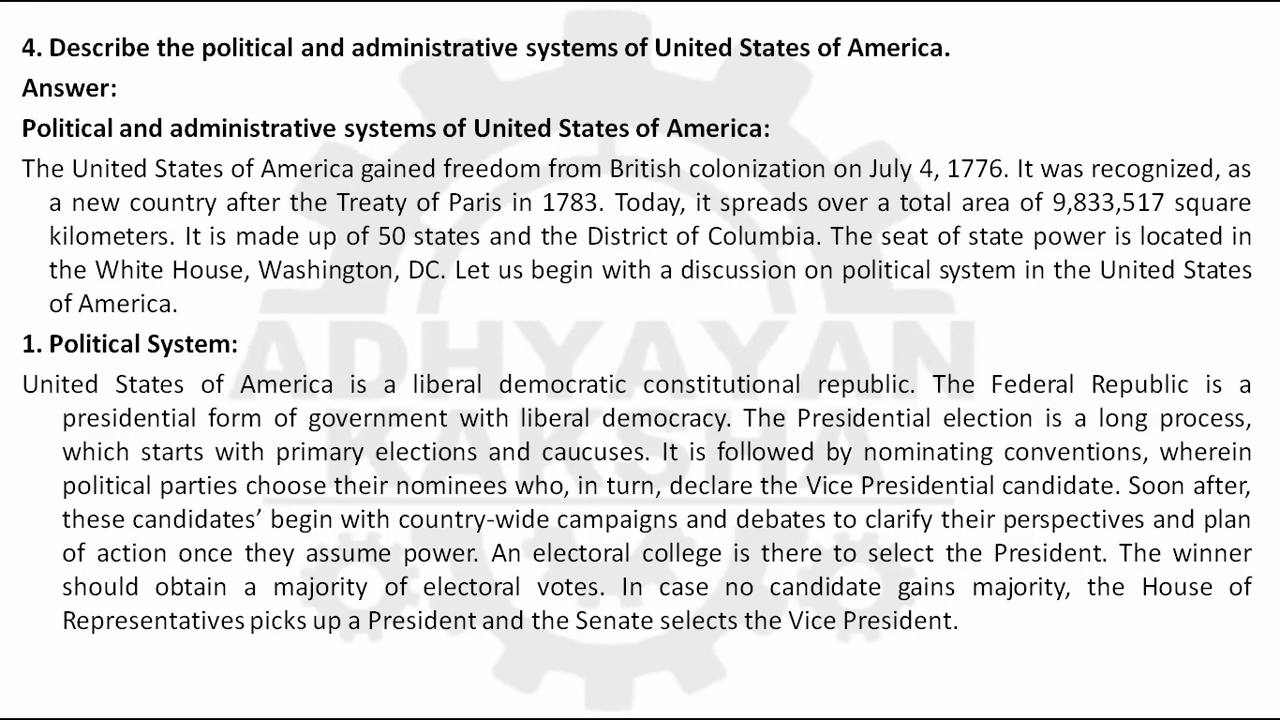 4. Describe the political and administrative systems of United States of America.
Answer:
Political and administrative systems of United States of America:
The United States of America gained freedom from British colonization on July 4, 1776. It was recognized, as
a new country after the Treaty of Paris in 1783. Today, it spreads over a total area of 9,833,517 square
kilometers. It is made up of 50 states and the District of Columbia. The seat of state power is located in
the White House, Washington, DC. Let us begin with a discussion on political system in the United States
of America.
1. Political System:
United States of America is a liberal democratic constitutional republic. The Federal Republic is a
presidential form of government with liberal democracy. The Presidential election is a long process,
which starts with primary elections and caucuses. It is followed by nominating conventions, wherein
political parties choose their nominees who, in turn, declare the Vice Presidential candidate. Soon after,
these candidates’ begin with country-wide campaigns and debates to clarify their perspectives and plan
of action once they assume power. An electoral college is there to select the President. The winner
should obtain a majority of electoral votes. In case no candidate gains majority, the House of
Representatives picks up a President and the Senate selects the Vice President.
ADHYAYAN
KAKSHA